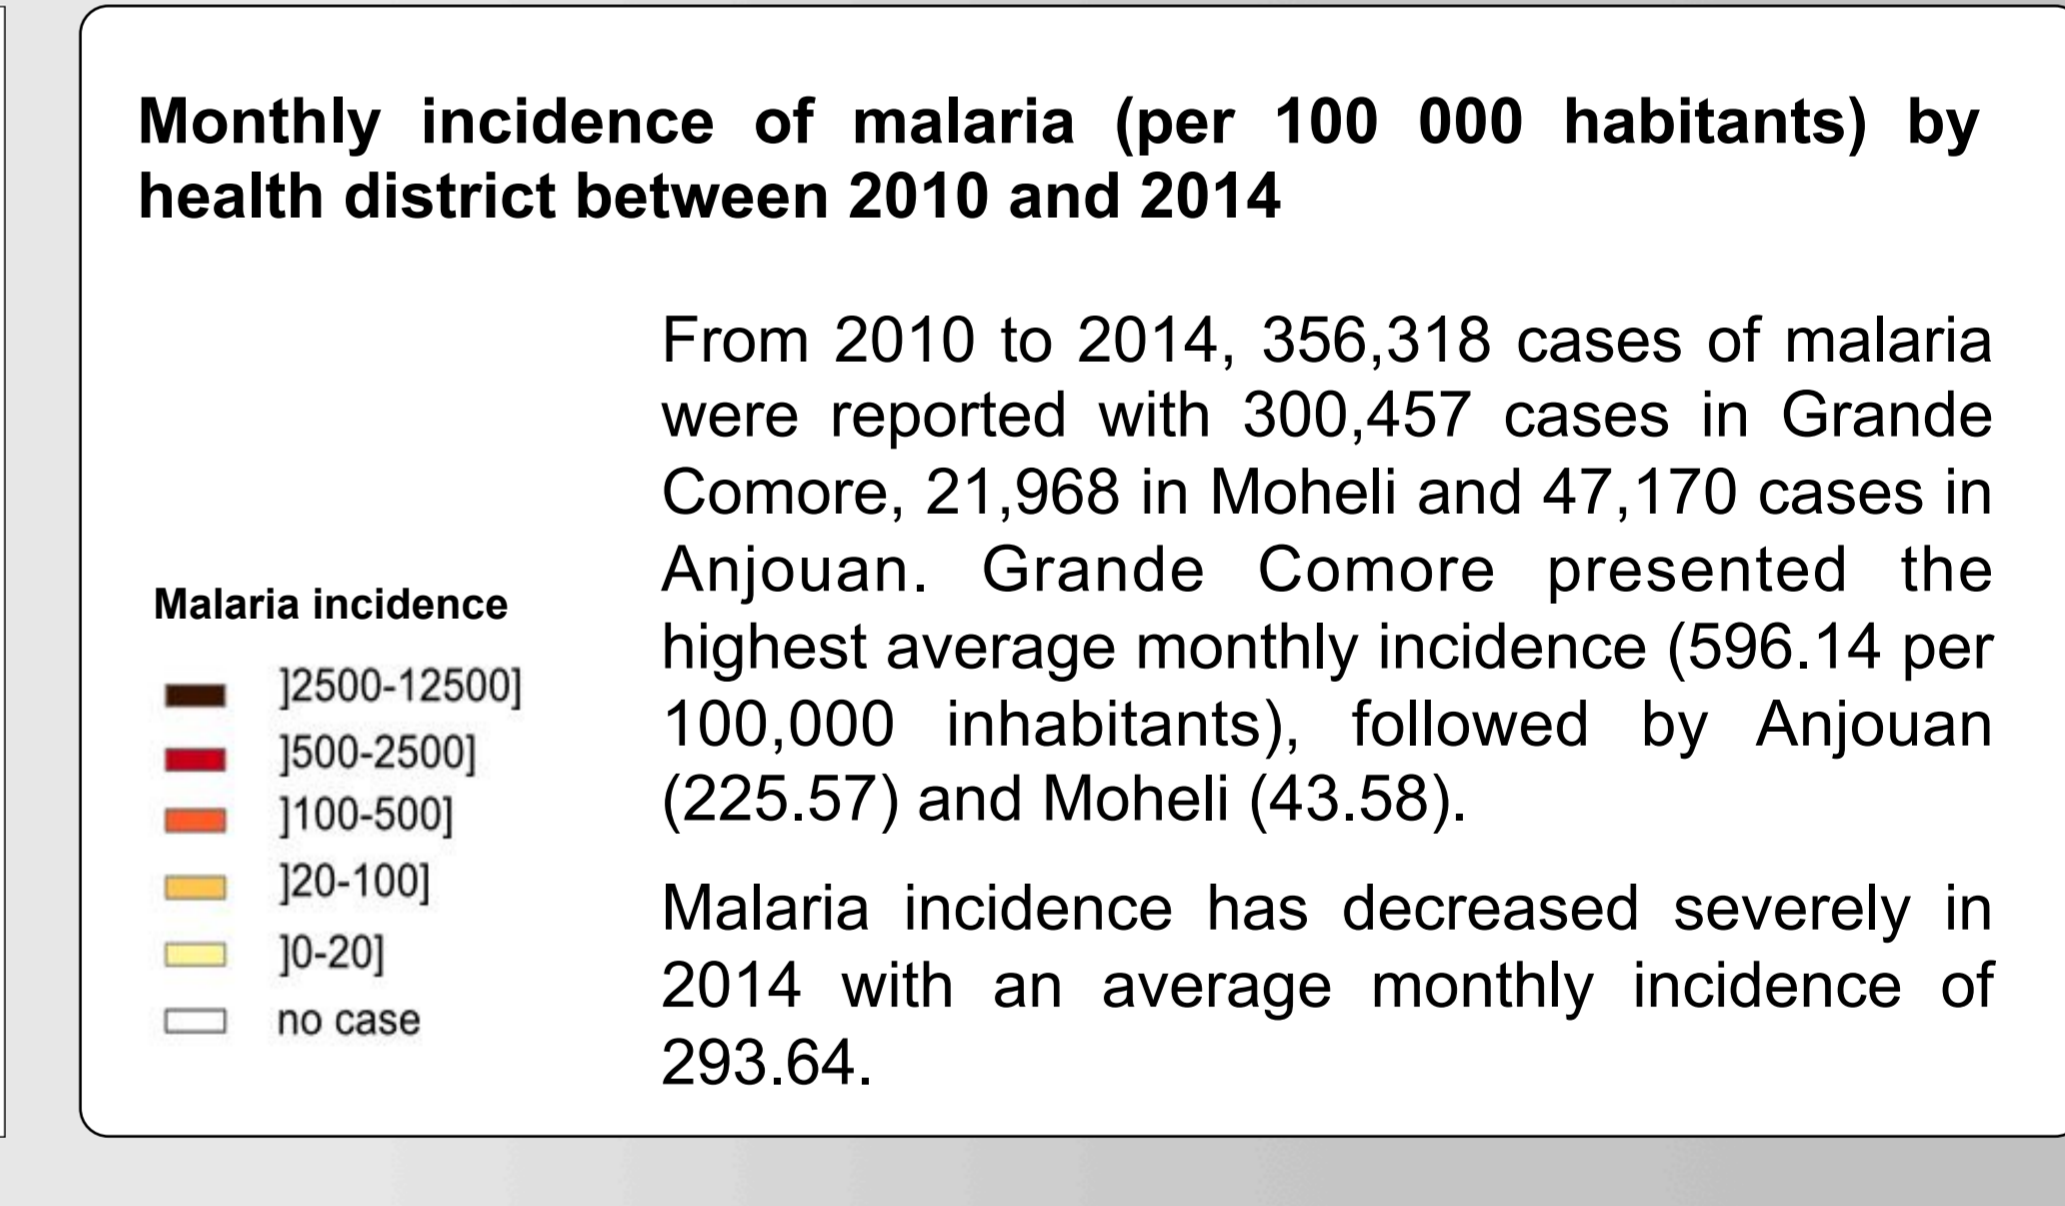 Monthly incidence of malaria (per 100 000 habitants) by
health district between 2010 and 2014
From 2010 to 2014, 356,318 cases of malaria
were reported with 300,457 cases in Grande
Comore, 21,968 in Moheli and 47,170 cases in
Anjouan. Grande Comore presented the
highest average monthly incidence (596.14 per
100,000 inhabitants), followed by Anjouan
(225.57) and Moheli (43.58).
Malaria incidence has decreased severely in
2014 with an average monthly incidence of
293.64.
Malaria incidence
]2500-12500]
]500-2500]
]100-500]
]20-100]
]0-20]
no case